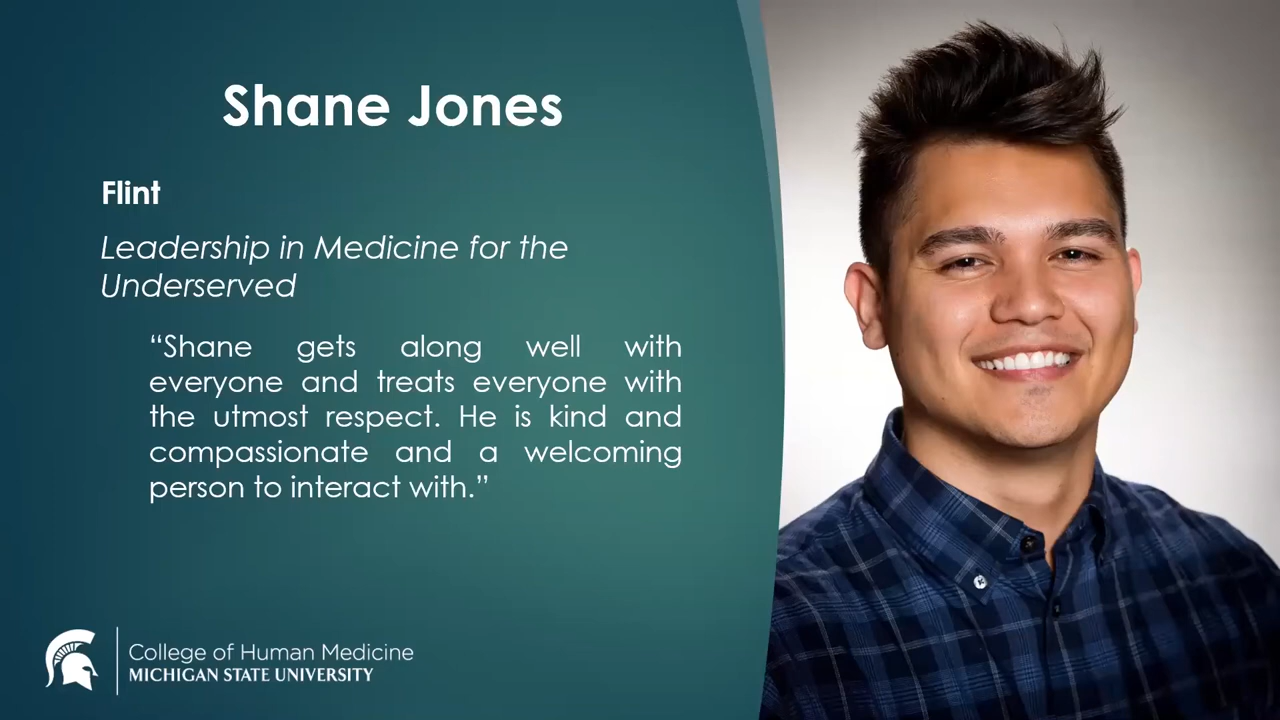 Shane Jones
Flint
Leadership in Medicine for the
Underserved
“Shane gets along well with
everyone and treats everyone with
the utmost respect. He is kind and
compassionate and a welcoming
person to interact with.”
College of Human Medicine
MICHIGAN STATE UNIVERSITY